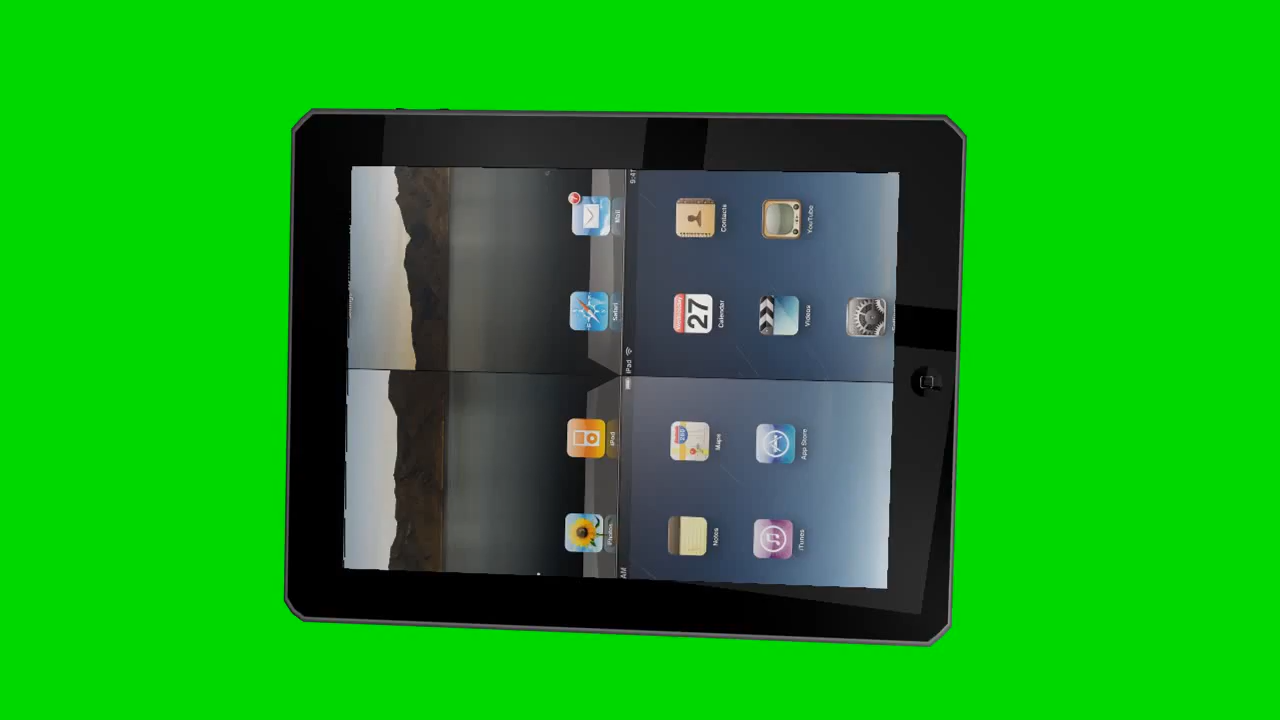 9:41
iPad
AM
Contacts
YouTube
Calendar
Videos
27
Maps
App Store
Notes
iTunes
Mail
Safari
iPod
Photos